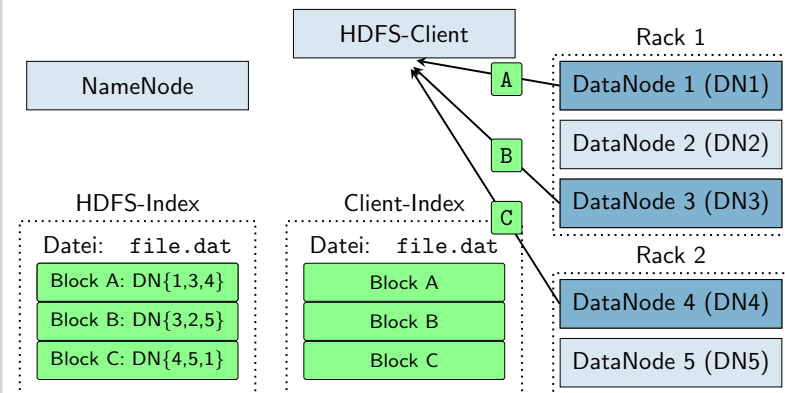 HDFS-Client
NameNode
Rack 1
A
DataNode 1 (DN1)
DataNode 2 (DN2)
B
DataNode 3 (DN3)
C
HDFS-Index
Datei: file.dat
Block A: DN{1,3,4}
Block B: DN{3,2,5}
Block C: DN{4,5,1}
Client-Index
Datei: file.dat
Block A
Block B
Block C
Rack 2
DataNode 4 (DN4)
DataNode 5 (DN5)